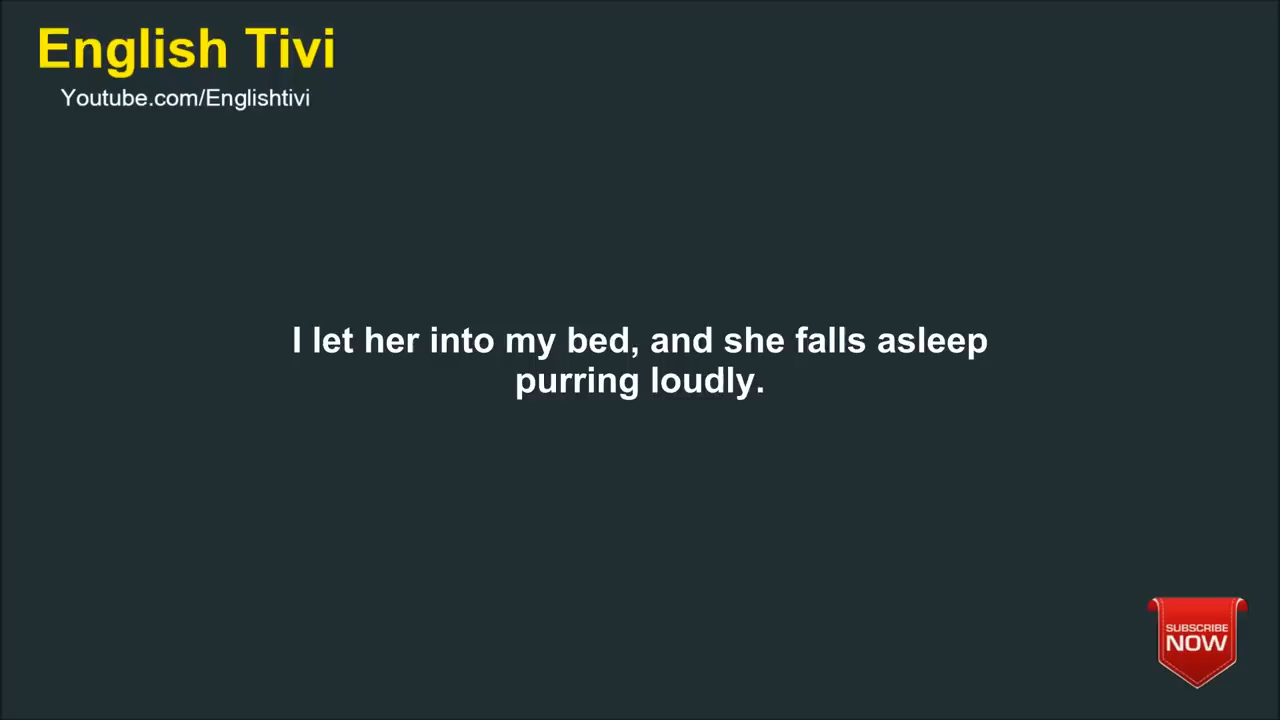 English Tivi
Youtube.com/Englishtivi
I let her into my bed, and she falls asleep
purring loudly.
SUBSCRIBE
NOW